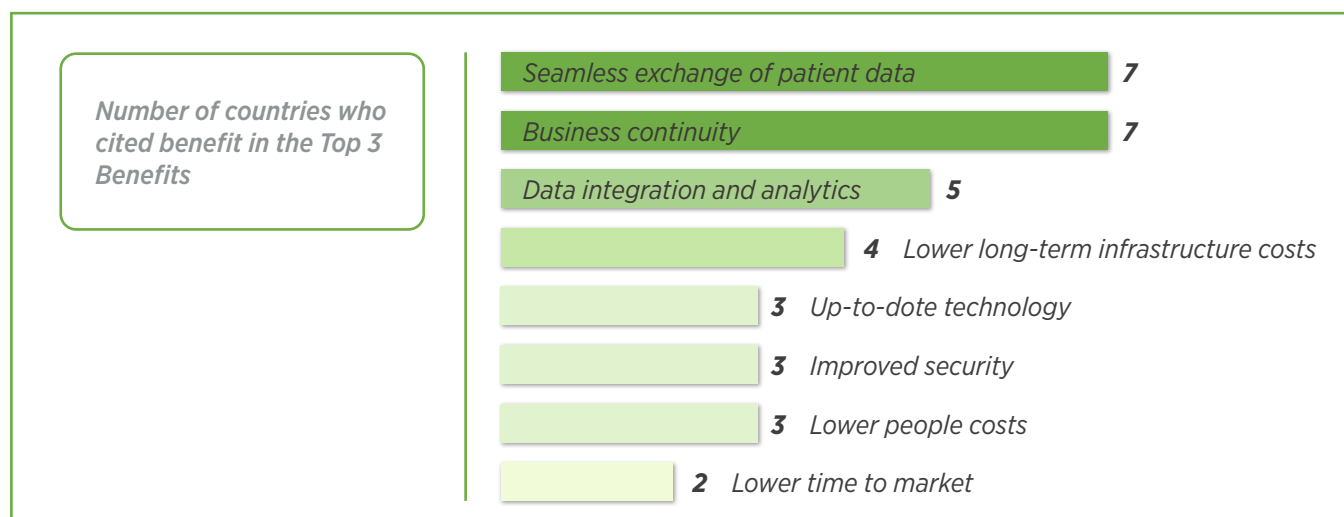 Number of countries who
cited benefit in the Top 3
Benefits
Seamless exchange of patient data 7
Business continuity 7
Data integration and analytics 5
4 Lower long-term infrastructure costs
3 Up-to-dote technology
3 Improved security
3 Lower people costs
2 Lower time to market